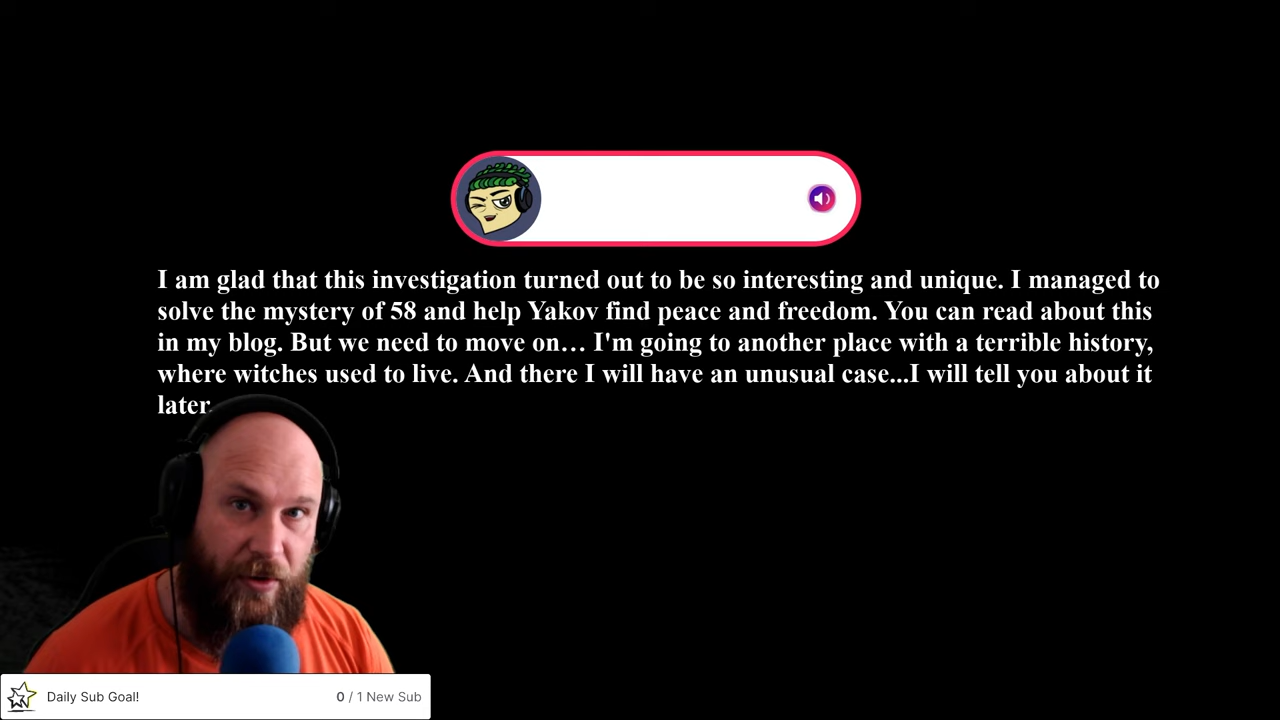 I am glad that this investigation turned out to be so interesting and unique. I managed to
solve the mystery of 58 and help Yakov find peace and freedom. You can read about this
in my blog. But we need to move on… I'm going to another place with a terrible history,
where witches used to live. And there I will have an unusual case...I will tell you about it
later.
Daily Sub Goal!
0 / 1 New Sub